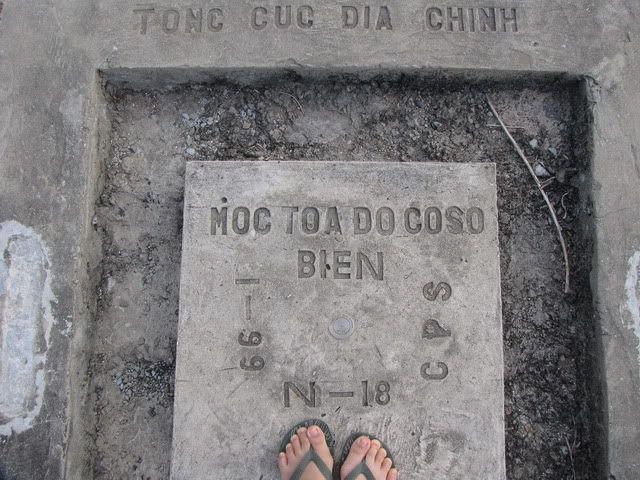 TONG CUC DIA CHINH
MOC TOA DO COSO
BIEN
I-99
GPS
N-18